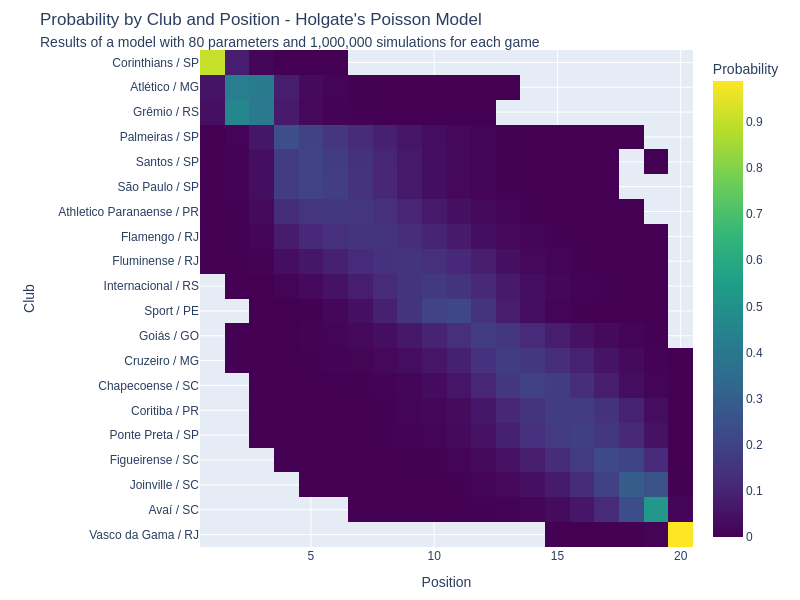 Probability by Club and Position - Holgate's Poisson Model
Results of a model with 80 parameters and 1,000,000 simulations for each game
Probability
Club
Corinthians / SP
Atlético / MG
Grêmio / RS
Palmeiras / SP
Santos / SP
São Paulo / SP
Athletico Paranaense / PR
Flamengo / RJ
Fluminense / RJ
Internacional / RS
Sport / PE
Goiás / GO
Cruzeiro / MG
Chapecoense / SC
Coritiba / PR
Ponte Preta / SP
Figueirense / SC
Joinville / SC
Avaí / SC
Vasco da Gama / RJ
0.9
0.8
0.7
0.6
0.5
0.4
0.3
0.2
0.1
0
5 10 15 20
Position